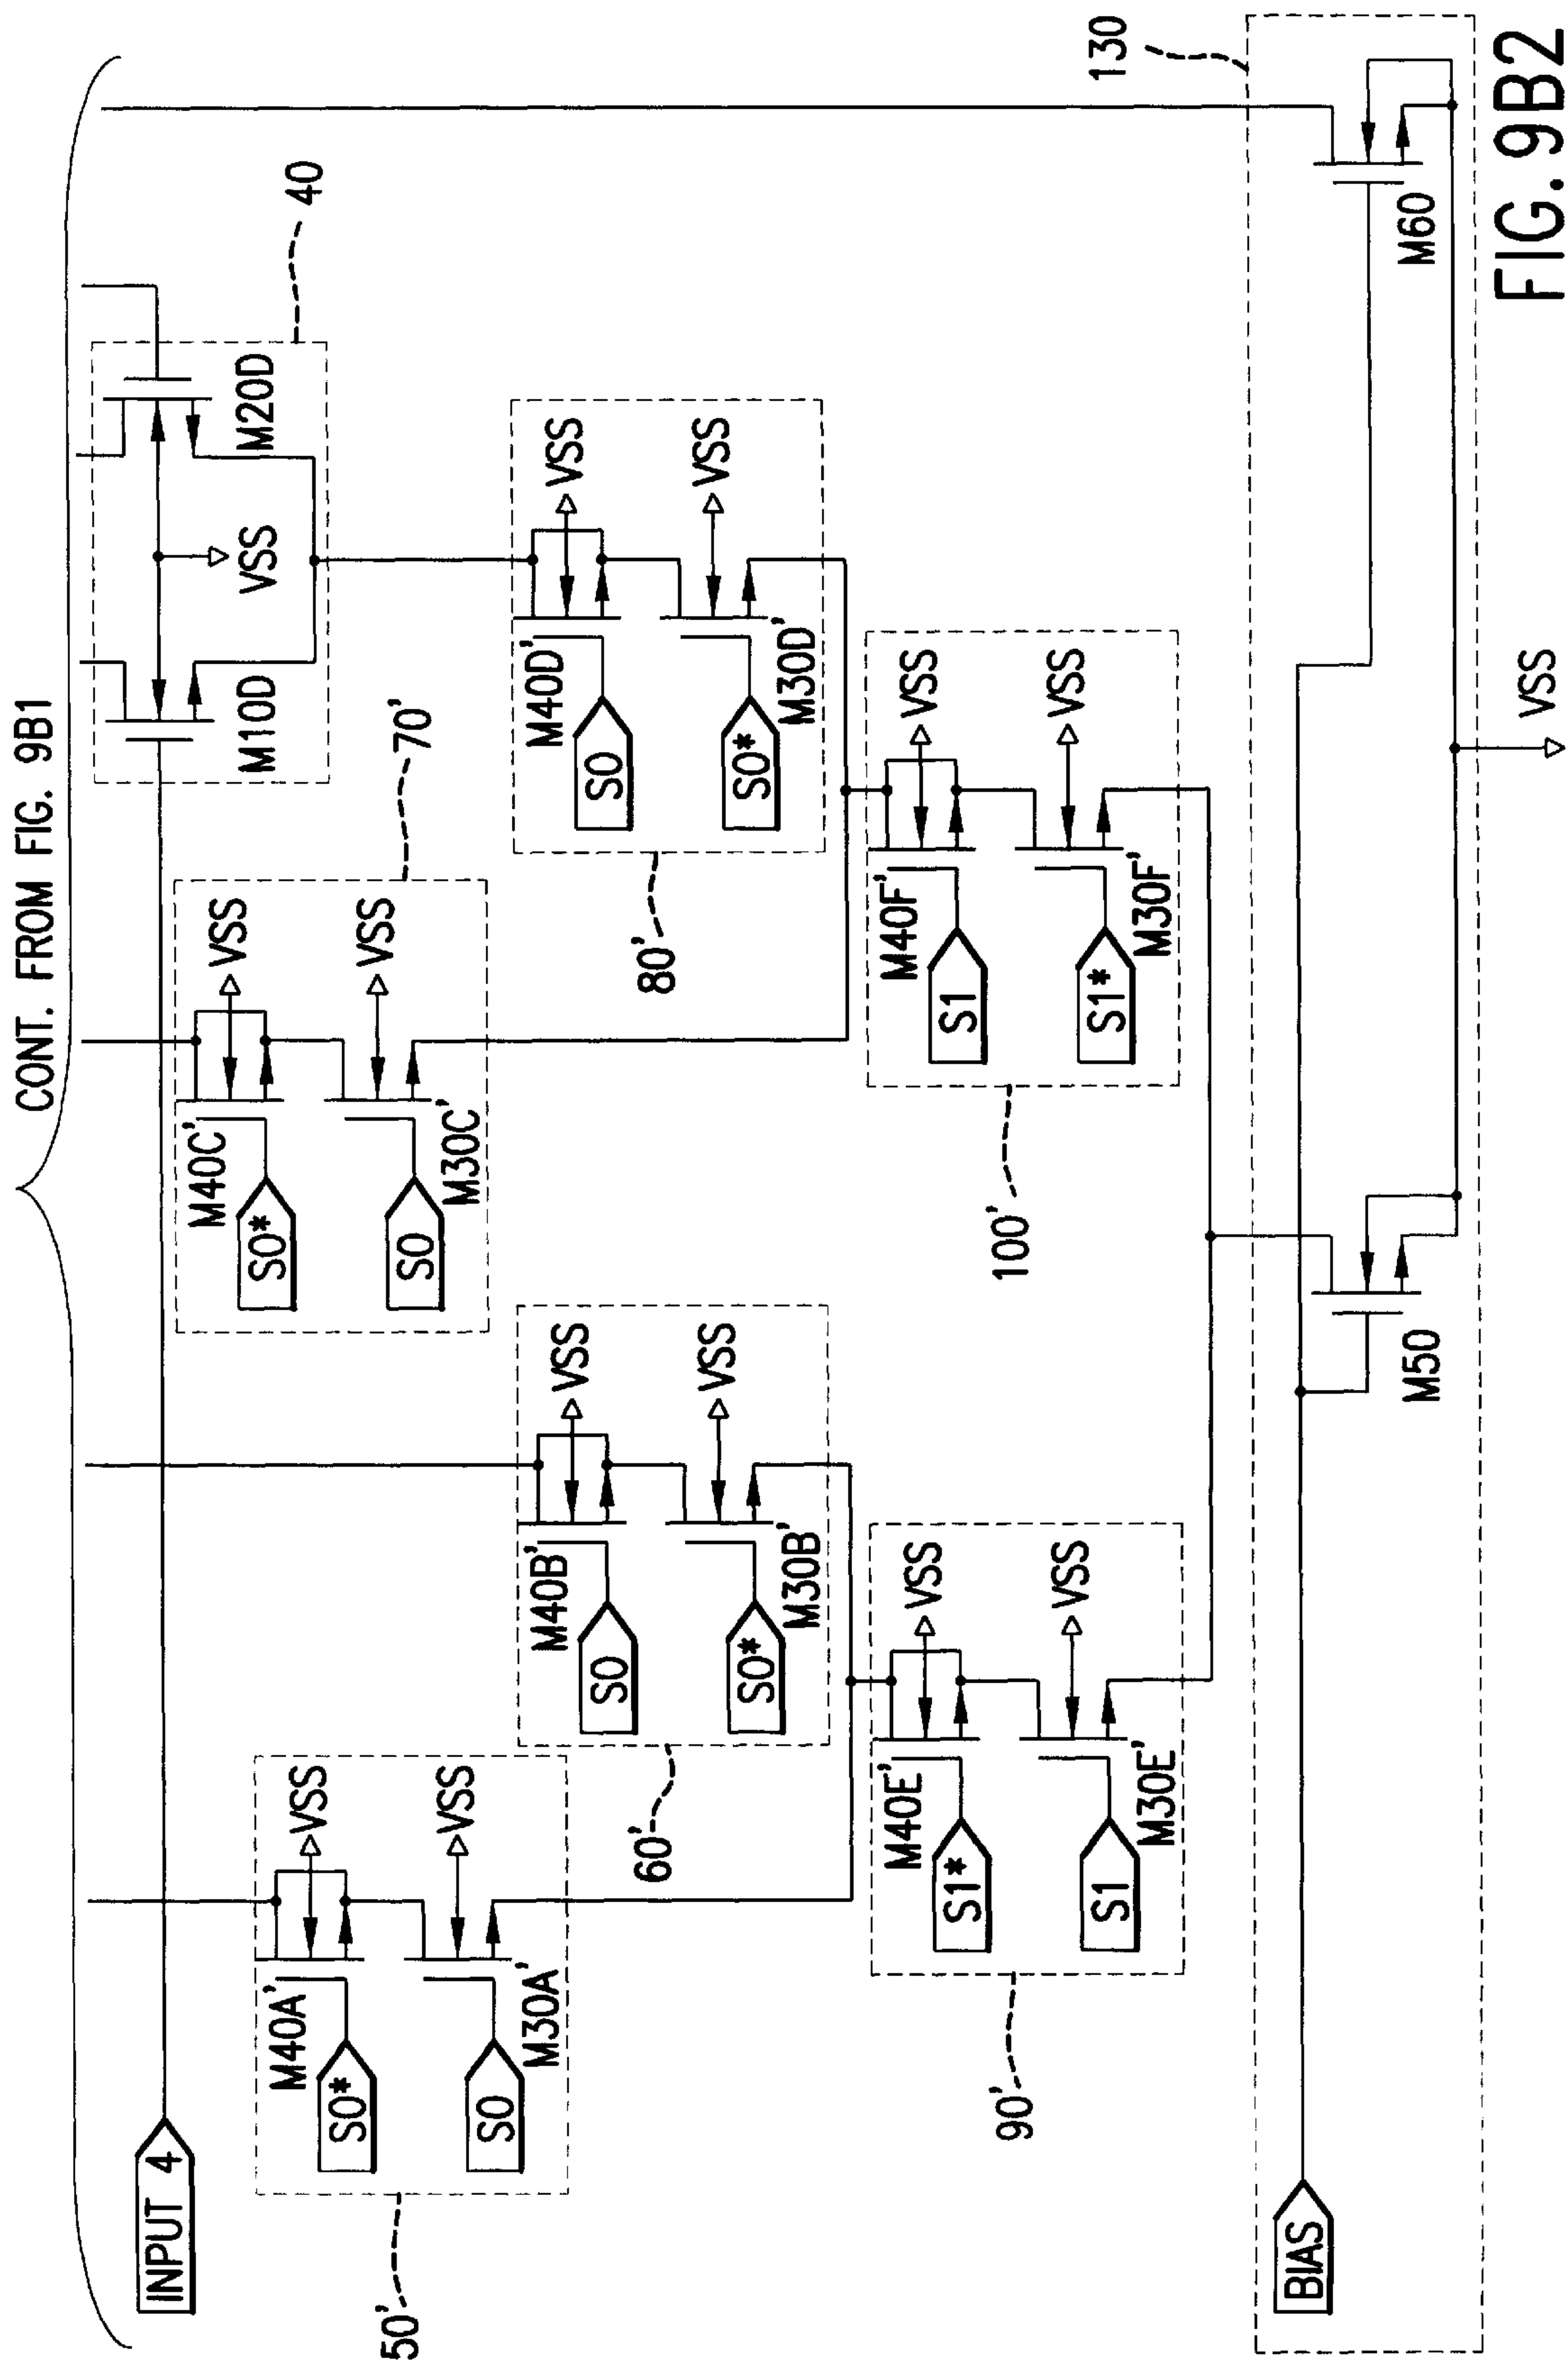 CONT. FROM FIG. 9B1
INPUT 4
M10D
M20D
VSS
40
50'
M40A'
S0*
VSS
S0
M30A'
VSS
60'
M40B'
S0
VSS
S0*
M30B'
VSS
70'
M40C'
S0*
VSS
S0
M30C'
VSS
80'
M40D'
S0
VSS
S0*
M30D'
VSS
90'
M40E'
S1*
VSS
S1
M30E'
VSS
100'
M40F'
S1
VSS
S1*
M30F'
VSS
130
BIAS
M50
M60
VSS
FIG. 9B2